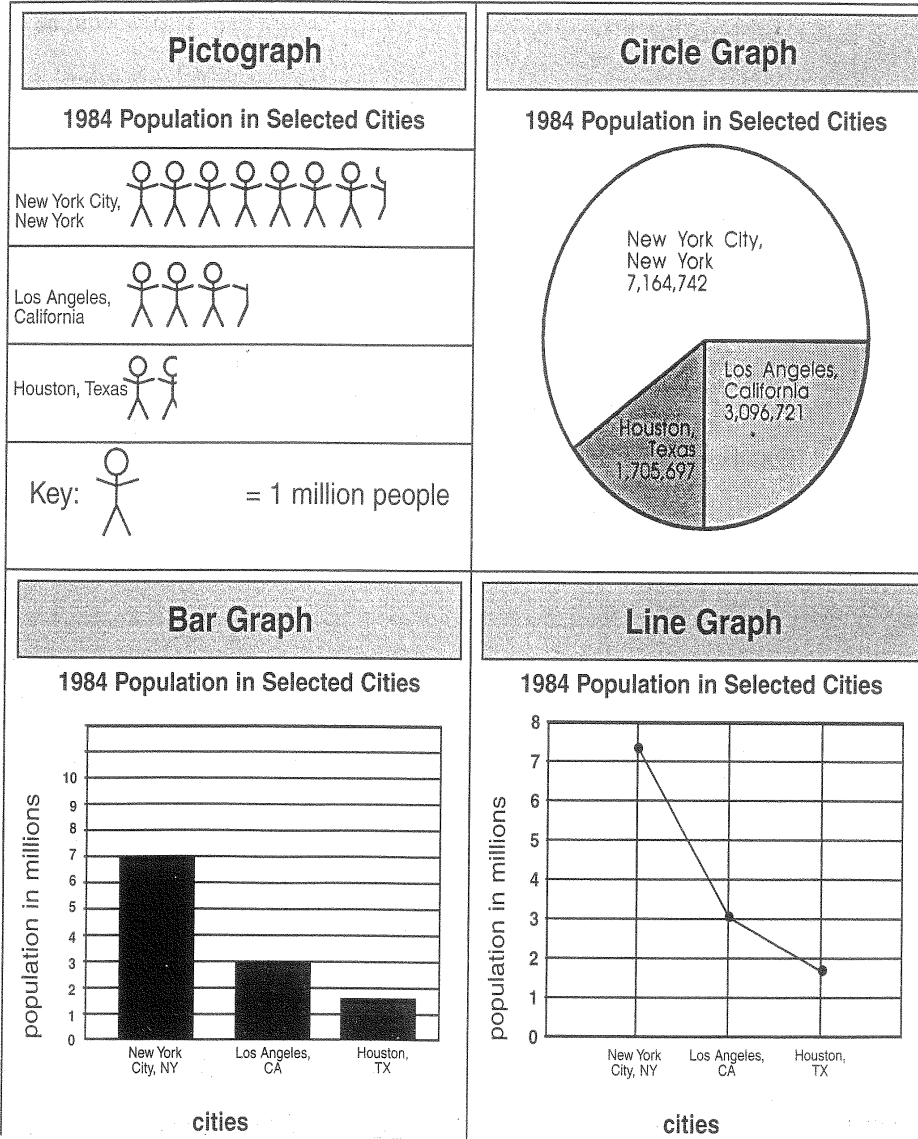 Pictograph
1984 Population in Selected Cities
New York City,
New York
Los Angeles,
California
Houston, Texas
Key:
= 1 million people
Circle Graph
1984 Population in Selected Cities
New York City,
New York
7,164,742
Los Angeles,
California
3,096,721
Houston,
Texas
1,705,697
Bar Graph
1984 Population in Selected Cities
population in millions
10
9
8
7
6
5
4
3
2
1
0
New York
City, NY
Los Angeles,
CA
Houston,
TX
cities
Line Graph
1984 Population in Selected Cities
population in millions
8
7
6
5
4
3
2
1
0
New York
City, NY
Los Angeles,
CA
Houston,
TX
cities